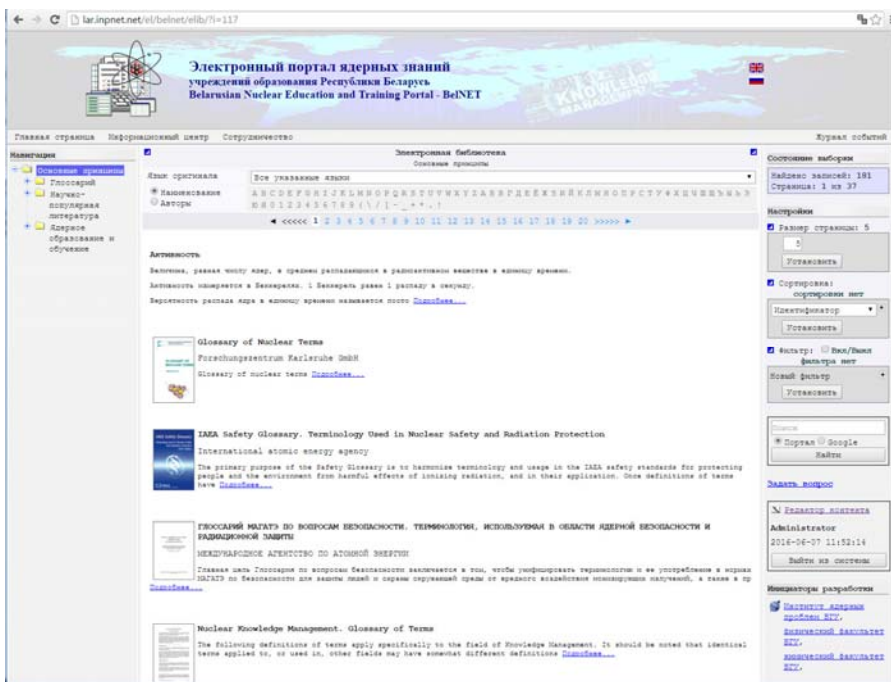 lar.inpnet.net/el/belnet/elib/?i=117
Электронный портал ядерных знаний
учреждений образования Республики Беларусь
Belarusian Nuclear Education and Training Portal - BelNET
KNOWLEDGE
MANAGEMENT
Главная страница Информационный центр Сотрудничество
Журнал событий
Навигация
Основные принципы
Глоссарий
Научно-
популярная
литература
Ядерное
образование и
обучение
Электронная библиотека
Основные принципы
Язык оригинала
Все указанные языки
Наименование
Авторы
<<<<< 1 2 3 4 5 6 7 8 9 10 11 12 13 14 15 16 17 18 19 20 >>>>>
Активность
Величина, равная числу ядер, в среднем распадающихся в радиоактивном веществе в единицу времени.
Активность измеряется в Беккерелях. 1 Беккерель равен 1 распаду в секунду.
Вероятность распада ядра в единицу времени называется посто Подробнее...
Glossary of Nuclear Terms
Forschungszentrum Karlsruhe GmbH
Glossary of nuclear terms Подробнее...
IAEA Safety Glossary. Terminology Used in Nuclear Safety and Radiation Protection
International atomic energy agency
The primary purpose of the Safety Glossary is to harmonize terminology and usage in the IAEA safety standards for protecting
people and the environment from harmful effects of ionizing radiation, and in their application. Once definitions of terms
have Подробнее...
ГЛОССАРИЙ МАГАТЭ ПО ВОПРОСАМ БЕЗОПАСНОСТИ. ТЕРМИНОЛОГИЯ, ИСПОЛЬЗУЕМАЯ В ОБЛАСТИ ЯДЕРНОЙ БЕЗОПАСНОСТИ И
РАДИАЦИОННОЙ ЗАЩИТЫ
МЕЖДУНАРОДНОЕ АГЕНТСТВО ПО АТОМНОЙ ЭНЕРГИИ
Главная цель Глоссария по вопросам безопасности заключается в том, чтобы унифицировать терминологию и ее употребление в нормах
МАГАТЭ по безопасности для защиты людей и охраны окружающей среды от вредного воздействия ионизирующих излучений, а также в пр
Подробнее...
Nuclear Knowledge Management. Glossary of Terms
The following definitions of terms apply specifically to the field of Knowledge Management. It should be noted that identical
terms applied to, or used in, other fields may have somewhat different definitions Подробнее...
Состояние выборки
Найдено записей: 181
Страница: 1 из 37
Настройки
Размер страницы: 5
5
Установить
Сортировка:
сортировки нет
Идентификатор
Установить
Фильтр: Вкл/Выкл
фильтра нет
Новый фильтр
Установить
Поиск
Портал Google
Найти
Задать вопрос
Редактор контента
Administrator
2016-06-07 11:52:14
Выйти из системы
Инициаторы разработки
Институт ядерных
проблем БГУ,
физический факультет
БГУ,
химический факультет
БГУ,